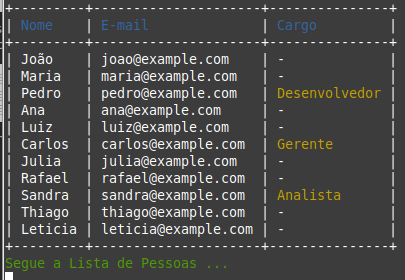 +---------+---------------------+---------------+
| Nome    | E-mail              | Cargo         |
+---------+---------------------+---------------+
| João    | joao@example.com    | -             |
| Maria   | maria@example.com   | -             |
| Pedro   | pedro@example.com   | Desenvolvedor |
| Ana     | ana@example.com     | -             |
| Luiz    | luiz@example.com    | -             |
| Carlos  | carlos@example.com  | Gerente       |
| Julia   | julia@example.com   | -             |
| Rafael  | rafael@example.com  | -             |
| Sandra  | sandra@example.com  | Analista      |
| Thiago  | thiago@example.com  | -             |
| Leticia | leticia@example.com | -             |
+---------+---------------------+---------------+
Segue a Lista de Pessoas ...